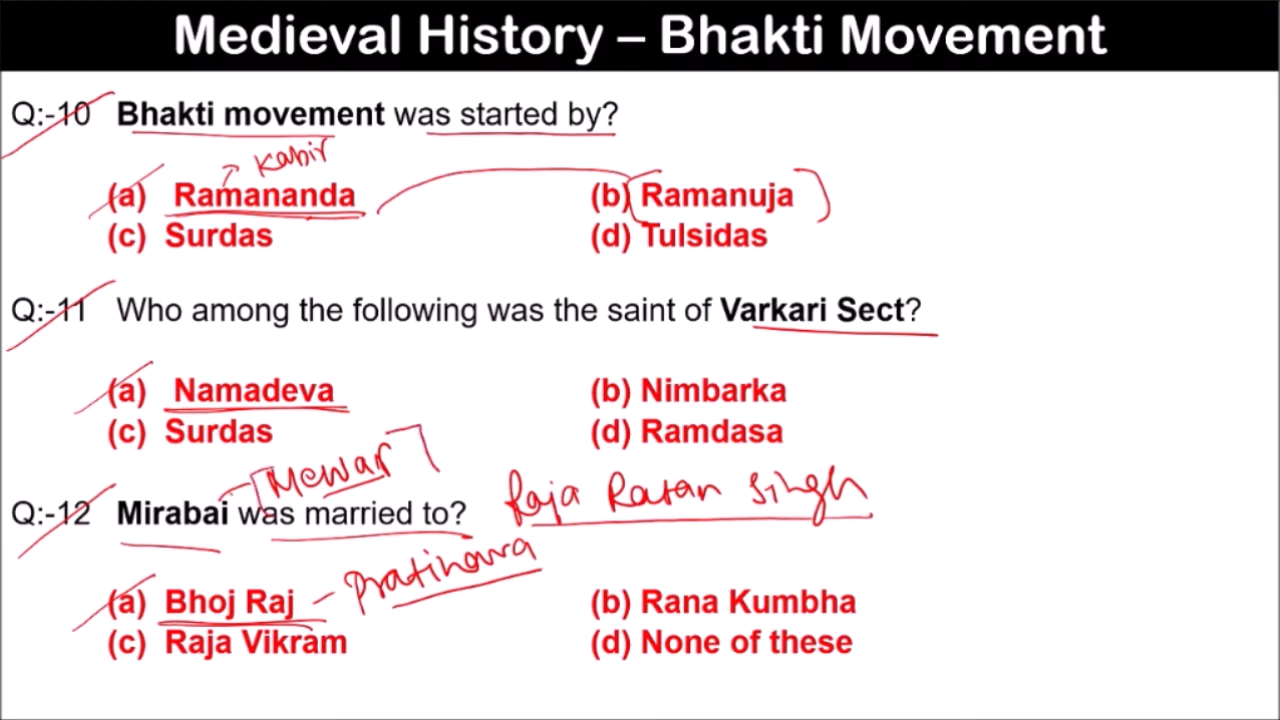 Medieval History – Bhakti Movement
Q:-10 Bhakti movement was started by?
Kabir
(a) Ramananda (b) Ramanuja
(c) Surdas (d) Tulsidas
Q:-11 Who among the following was the saint of Varkari Sect?
(a) Namadeva (b) Nimbarka
(c) Surdas (d) Ramdasa
Mewar
Q:-12 Mirabai was married to? Raja Ratan Singh
Pratihara
(a) Bhoj Raj (b) Rana Kumbha
(c) Raja Vikram (d) None of these